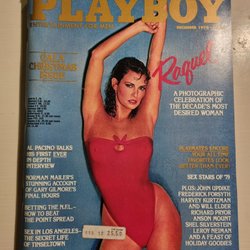 PLAYBOY
ENTERTAINMENT FOR MEN
DECEMBER 1979
GALA
CHRISTMAS
ISSUE
Raquel
A PHOTOGRAPHIC
CELEBRATION OF
THE DECADE'S MOST
DESIRED WOMAN
AL PACINO TALKS
HIS FIRST EVER
IN DEPTH
INTERVIEW
NORMAN MAILER'S
STUNNING ACCOUNT
OF GARY GILMORE'S
FINAL HOURS
BETTING THE N.F.L.—
HOW TO BEAT
THE POINT SPREAD
SEX IN LOS ANGELES—
THE SECRET LIFE
OF TINSELTOWN
PLAYMATES ENCORE
YOUR ALL TIME
FAVORITES LOOK
BETTER THAN EVER!
SEX STARS OF '79
PLUS: JOHN UPDIKE
FREDERICK FORSYTH
HARVEY KURTZMAN
AND WILL ELDER
RICHARD PRYOR
ANSON MOUNT
SHEL SILVERSTEIN
LEROY NEIMAN
AND A FEAST OF
HOLIDAY GOODIES